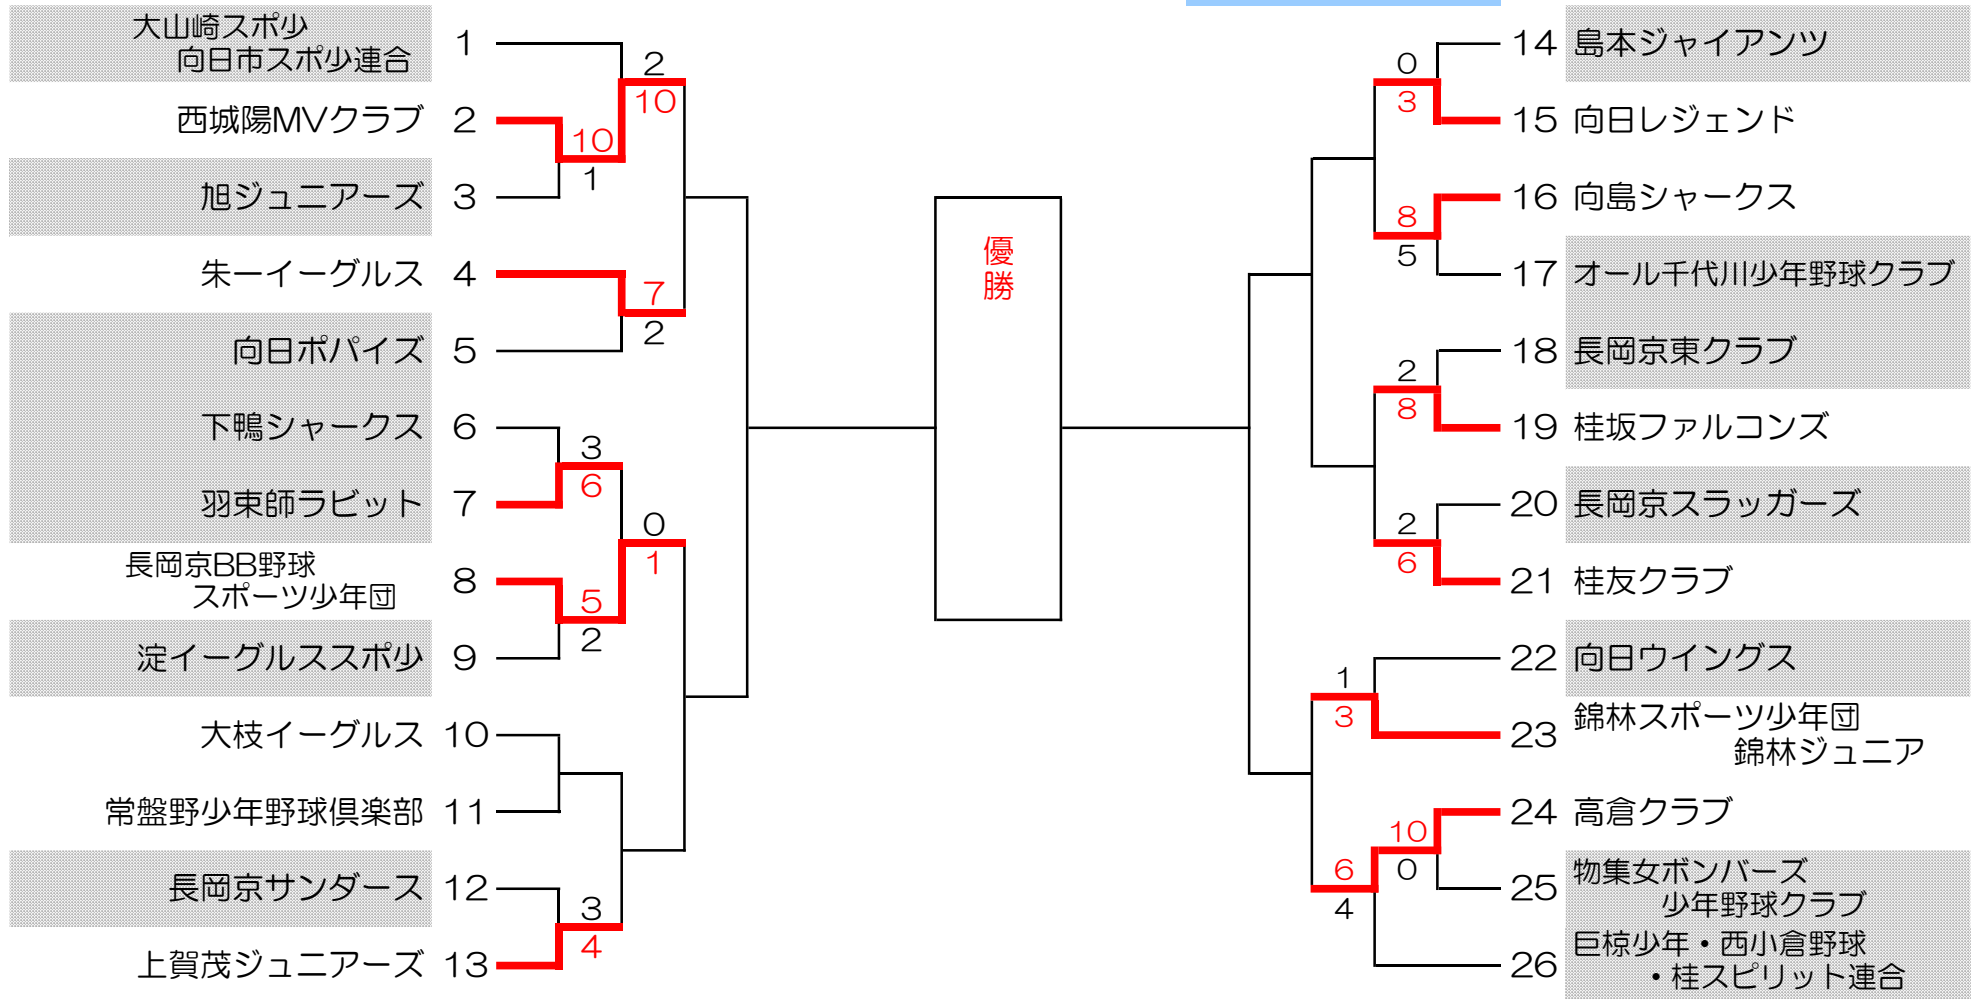 大山崎スポ少
向日市スポ少連合
1
西城陽MVクラブ 2
旭ジュニアーズ 3
朱一イーグルス 4
向日ポパイズ 5
下鴨シャークス 6
羽束師ラビット 7
長岡京BB野球
スポーツ少年団
8
淀イーグルススポ少 9
大枝イーグルス 10
常盤野少年野球倶楽部 11
長岡京サンダース 12
上賀茂ジュニアーズ 13
2
10
10
1
7
2
3
6
0
1
5
2
3
4
優
勝
0
3
8
5
2
8
2
6
1
3
10
0
6
4
14 島本ジャイアンツ
15 向日レジェンド
16 向島シャークス
17 オール千代川少年野球クラブ
18 長岡京東クラブ
19 桂坂ファルコンズ
20 長岡京スラッガーズ
21 桂友クラブ
22 向日ウイングス
23
錦林スポーツ少年団
錦林ジュニア
24 高倉クラブ
25
物集女ボンバーズ
少年野球クラブ
26
巨椋少年・西小倉野球
・桂スピリット連合